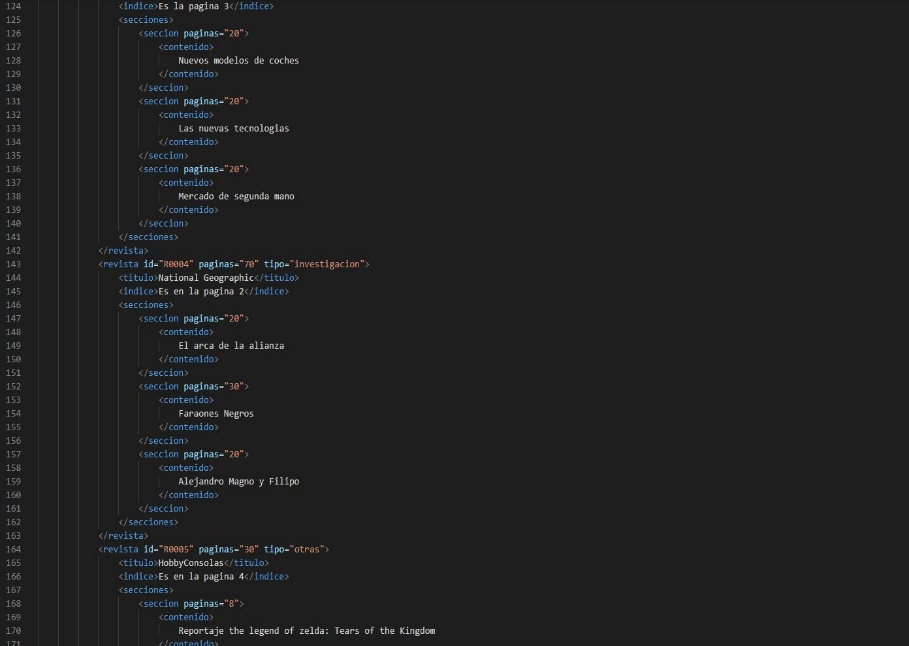 124 <indice>Es la pagina 3</indice>
125 <secciones>
126 <seccion paginas="20">
127 <contenido>
128 Nuevos modelos de coches
129 </contenido>
130 </seccion>
131 <seccion paginas="20">
132 <contenido>
133 Las nuevas tecnologias
134 </contenido>
135 </seccion>
136 <seccion paginas="20">
137 <contenido>
138 Mercado de segunda mano
139 </contenido>
140 </seccion>
141 </secciones>
142 </revista>
143 <revista id="R0004" paginas="70" tipo="investigacion">
144 <titulo>National Geographic</titulo>
145 <indice>Es en la pagina 2</indice>
146 <secciones>
147 <seccion paginas="20">
148 <contenido>
149 El arca de la alianza
150 </contenido>
151 </seccion>
152 <seccion paginas="30">
153 <contenido>
154 Faraones Negros
155 </contenido>
156 </seccion>
157 <seccion paginas="20">
158 <contenido>
159 Alejandro Magno y Filipo
160 </contenido>
161 </seccion>
162 </secciones>
163 </revista>
164 <revista id="R0005" paginas="30" tipo="otras">
165 <titulo>HobbyConsolas</titulo>
166 <indice>Es en la pagina 4</indice>
167 <secciones>
168 <seccion paginas="8">
169 <contenido>
170 Reportaje the legend of zelda: Tears of the Kingdom
171 </contenido>